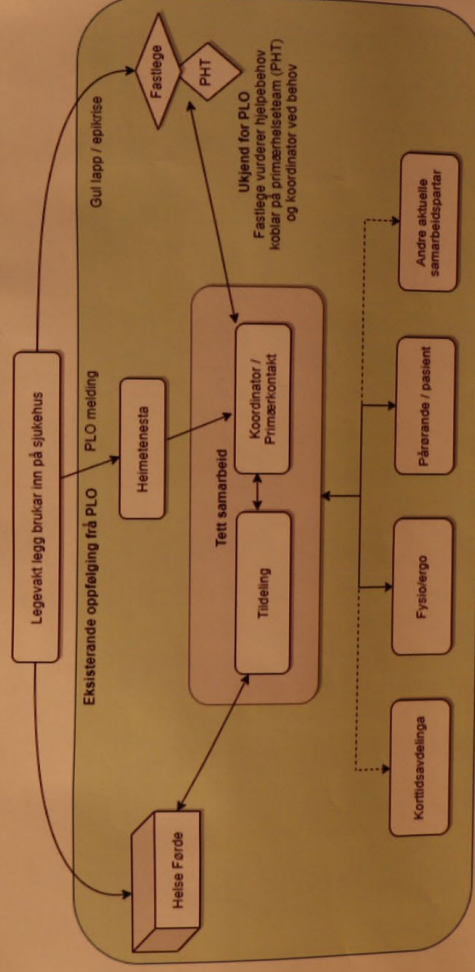 Legevakt legg brukar inn på sjukehus
Eksisterande oppfølging frå PLO
PLO melding
Gul lapp / epikrise
Helse Førde
Heimetenesta
Fastlege
PHT
Ukjend for PLO
Fastlege vurderer hjelpebehov
koblar på primærhelseteam (PHT)
og koordinator ved behov
Tett samarbeid
Tildeling
Koordinator /
Primærkontakt
Korttidsavdelinga
Fysio/ergo
Pårørande / pasient
Andre aktuelle
samarbeidspartar